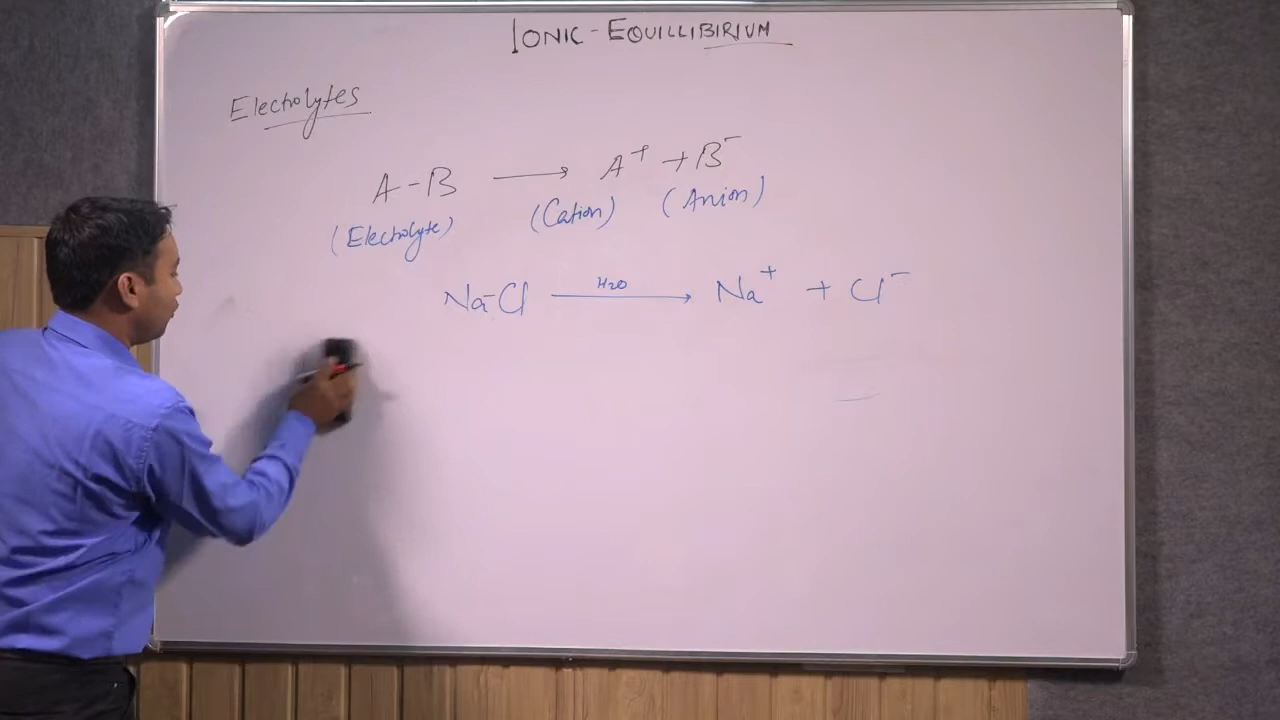 IONIC-EQUILLIBIRIUM
Electrolytes
A-B → A⁺ + B⁻
(Electrolyte) (Cation) (Anion)
Na-Cl H2O → Na⁺ + Cl⁻